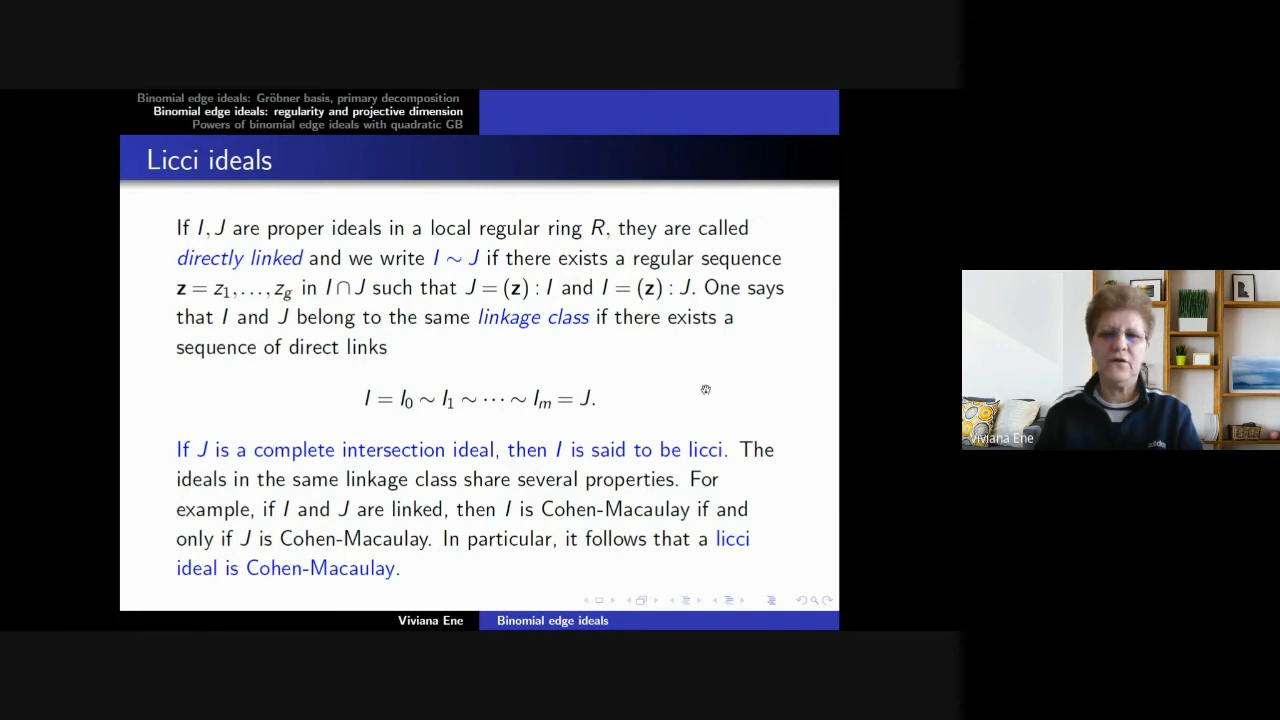 Binomial edge ideals: Gröbner basis, primary decomposition
Binomial edge ideals: regularity and projective dimension
Powers of binomial edge ideals with quadratic GB
Licci ideals
If I, J are proper ideals in a local regular ring R, they are called
directly linked and we write I ∼ J if there exists a regular sequence
z = z₁, . . . , z_g in I ∩ J such that J = (z) : I and I = (z) : J. One says
that I and J belong to the same linkage class if there exists a
sequence of direct links
I = I₀ ∼ I₁ ∼ · · · ∼ Iₘ = J.
If J is a complete intersection ideal, then I is said to be licci. The
ideals in the same linkage class share several properties. For
example, if I and J are linked, then I is Cohen-Macaulay if and
only if J is Cohen-Macaulay. In particular, it follows that a licci
ideal is Cohen-Macaulay.
Viviana Ene
Binomial edge ideals
Viviana Ene